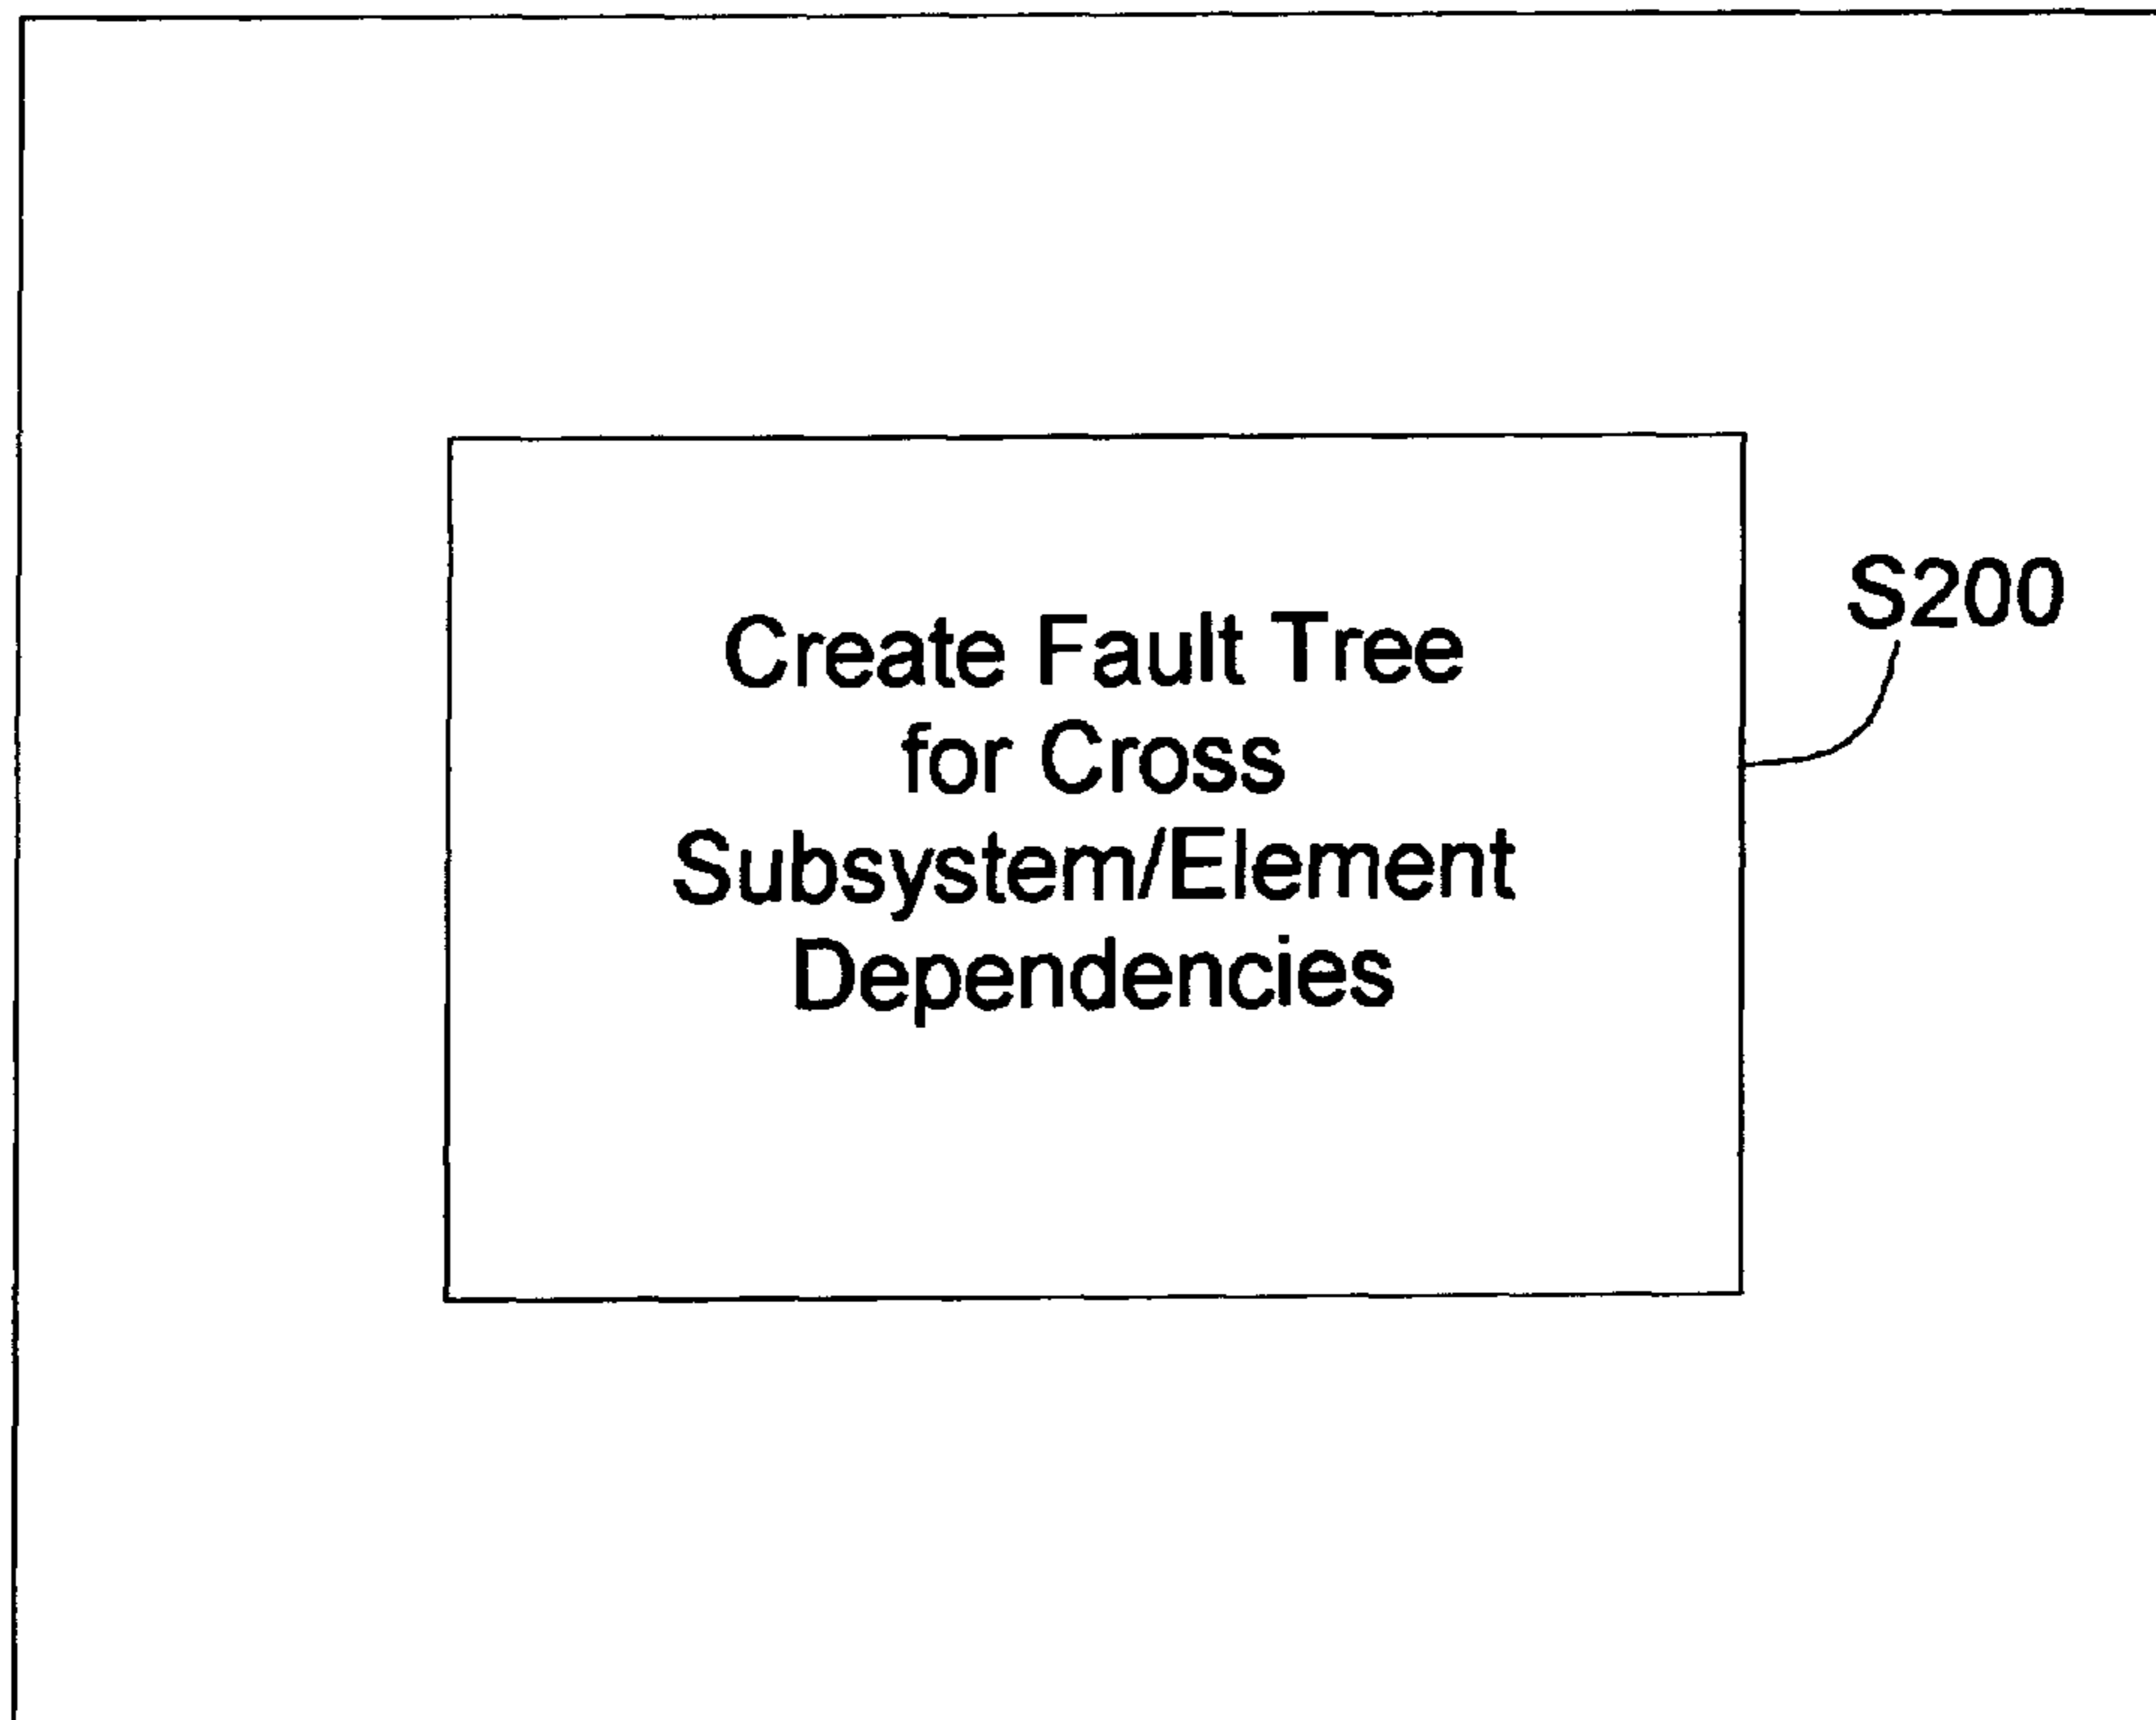 Create Fault Tree
for Cross
Subsystem/Element
Dependencies
S200